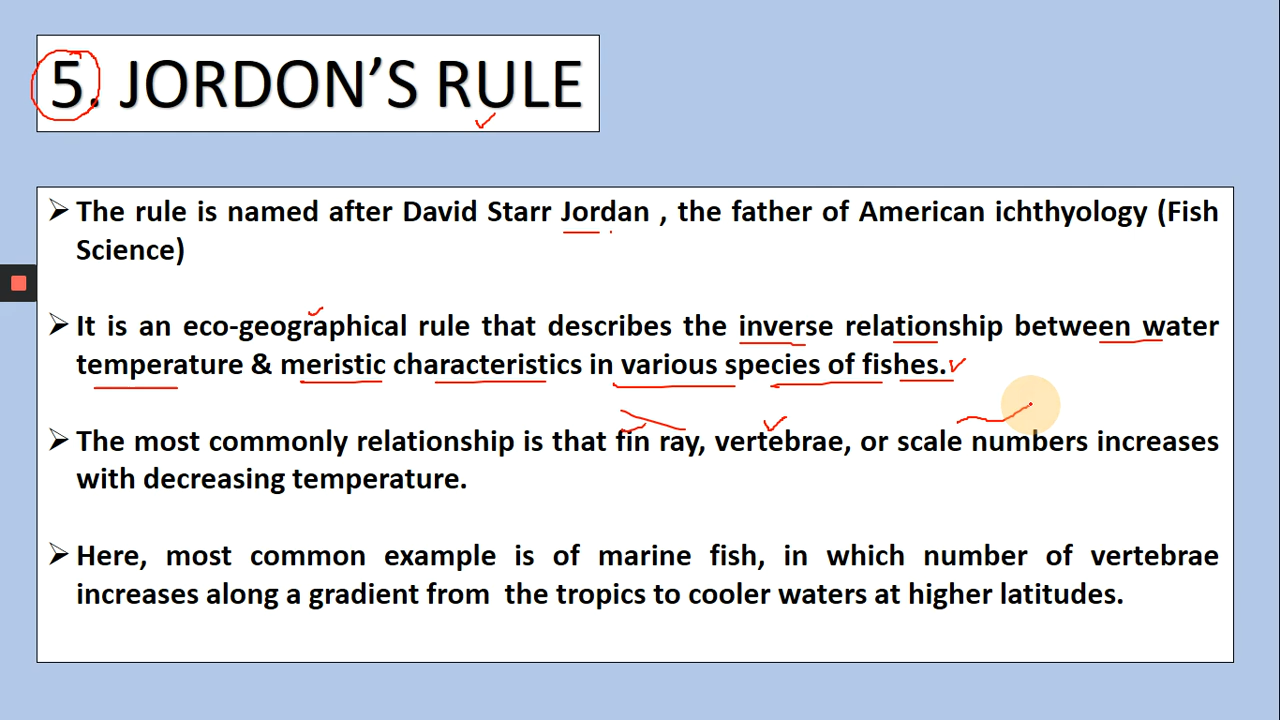 5. JORDON’S RULE
➢ The rule is named after David Starr Jordan , the father of American ichthyology (Fish
Science)
➢ It is an eco-geographical rule that describes the inverse relationship between water
temperature & meristic characteristics in various species of fishes.
➢ The most commonly relationship is that fin ray, vertebrae, or scale numbers increases
with decreasing temperature.
➢ Here, most common example is of marine fish, in which number of vertebrae
increases along a gradient from the tropics to cooler waters at higher latitudes.